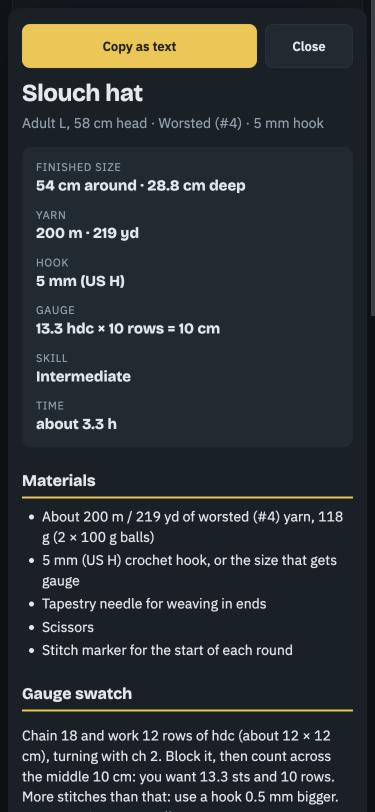 Copy as text
Close
Slouch hat
Adult L, 58 cm head · Worsted (#4) · 5 mm hook
FINISHED SIZE
54 cm around · 28.8 cm deep
YARN
200 m · 219 yd
HOOK
5 mm (US H)
GAUGE
13.3 hdc × 10 rows = 10 cm
SKILL
Intermediate
TIME
about 3.3 h
Materials
• About 200 m / 219 yd of worsted (#4) yarn, 118
g (2 × 100 g balls)
• 5 mm (US H) crochet hook, or the size that gets
gauge
• Tapestry needle for weaving in ends
• Scissors
• Stitch marker for the start of each round
Gauge swatch
Chain 18 and work 12 rows of hdc (about 12 × 12
cm), turning with ch 2. Block it, then count across
the middle 10 cm: you want 13.3 sts and 10 rows.
More stitches than that: use a hook 0.5 mm bigger.